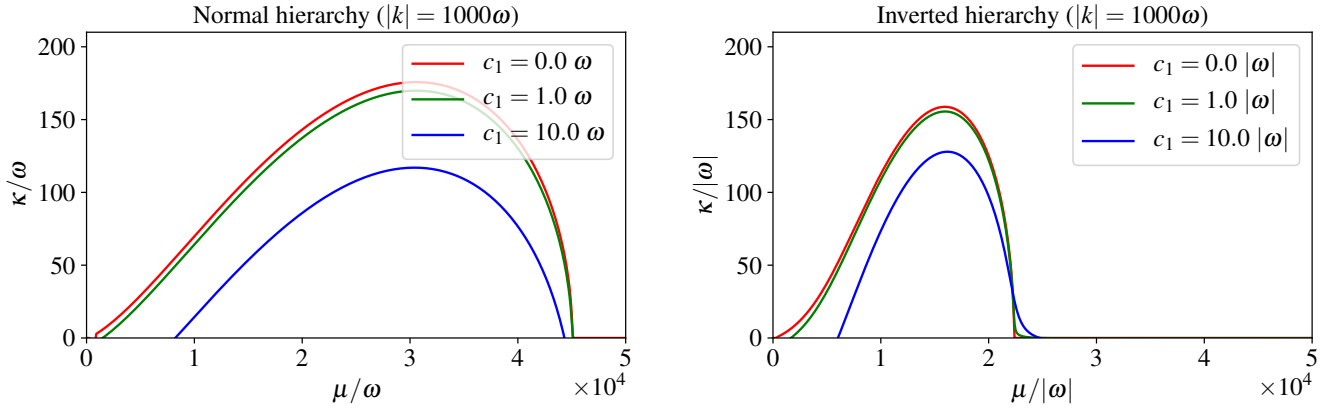 Normal hierarchy (|k| = 1000ω)
200
150
100
50
0
κ/ω
c₁ = 0.0 ω
c₁ = 1.0 ω
c₁ = 10.0 ω
0 1 2 3 4 5
×10⁴
μ/ω
Inverted hierarchy (|k| = 1000ω)
200
150
100
50
0
κ/|ω|
c₁ = 0.0 |ω|
c₁ = 1.0 |ω|
c₁ = 10.0 |ω|
0 1 2 3 4 5
×10⁴
μ/|ω|